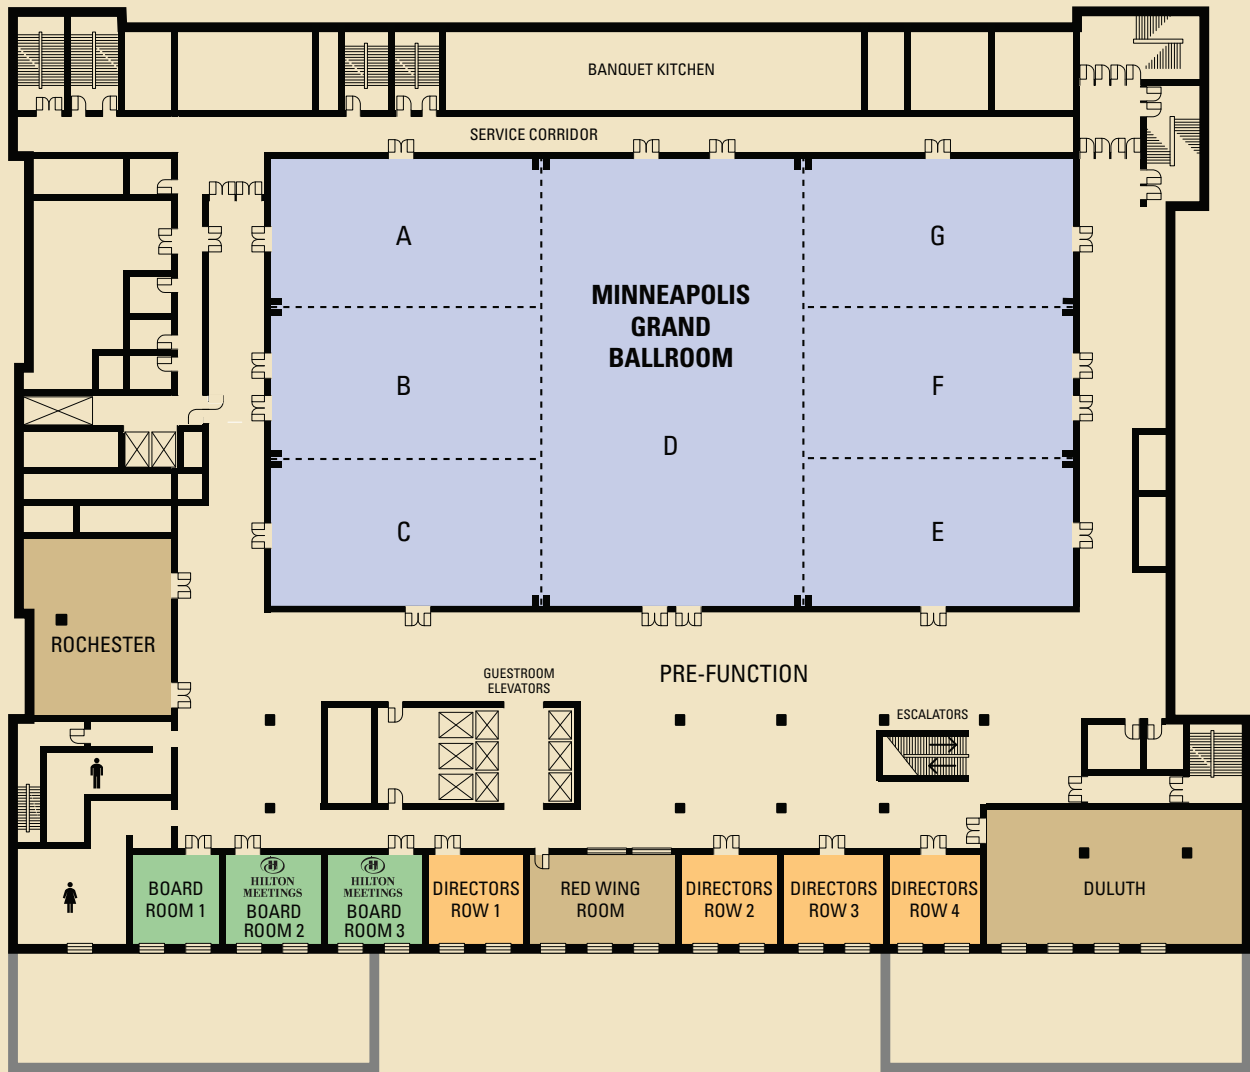 BANQUET KITCHEN
SERVICE CORRIDOR
A
G
MINNEAPOLIS
GRAND
BALLROOM
B
F
D
C
E
ROCHESTER
GUESTROOM
ELEVATORS
PRE-FUNCTION
ESCALATORS
BOARD
ROOM 1
H
HILTON
MEETINGS
BOARD
ROOM 2
H
HILTON
MEETINGS
BOARD
ROOM 3
DIRECTORS
ROW 1
RED WING
ROOM
DIRECTORS
ROW 2
DIRECTORS
ROW 3
DIRECTORS
ROW 4
DULUTH